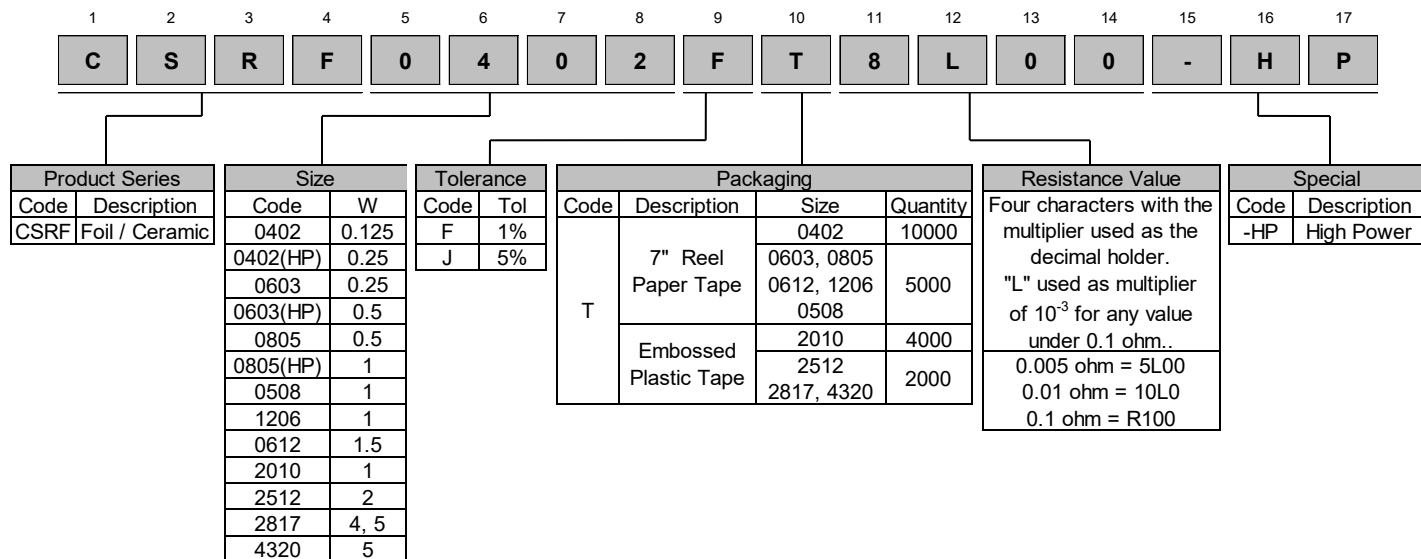 1 2 3 4 5 6 7 8 9 10 11 12 13 14 15 16 17
C S R F 0 4 0 2 F T 8 L 0 0 - H P
Product Series
Code Description
CSRF Foil / Ceramic
Size
Code W
0402 0.125
0402(HP) 0.25
0603 0.25
0603(HP) 0.5
0805 0.5
0805(HP) 1
0508 1
1206 1
0612 1.5
2010 1
2512 2
2817 4, 5
4320 5
Tolerance
Code Tol
F 1%
J 5%
Packaging
Code Description Size Quantity
T
7" Reel
Paper Tape
0402 10000
0603, 0805
0612, 1206
0508
5000
Embossed
Plastic Tape
2010 4000
2512
2817, 4320
2000
Resistance Value
Four characters with the
multiplier used as the
decimal holder.
"L" used as multiplier
of 10-3 for any value
under 0.1 ohm..
0.005 ohm = 5L00
0.01 ohm = 10L0
0.1 ohm = R100
Special
Code Description
-HP High Power